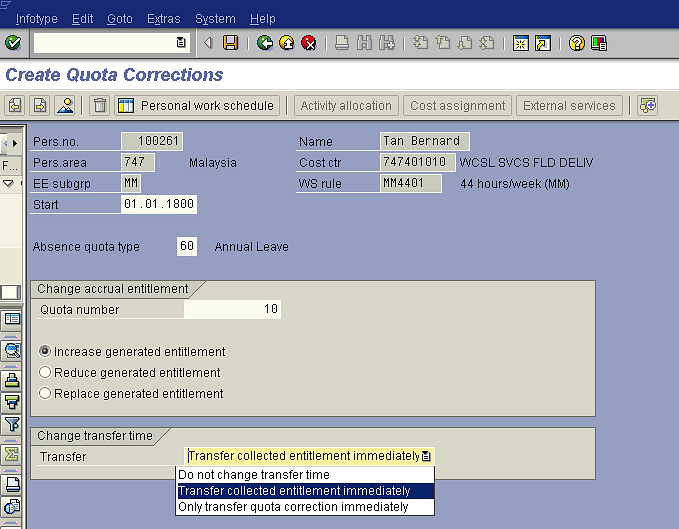 Infotype Edit Goto Extras System Help
Create Quota Corrections
Personal work schedule Activity allocation Cost assignment External services
Pers.no. 100261 Name Tan Bernard
Pers.area 747 Malaysia Cost ctr 747401010 WCSL SVCS FLD DELIV
EE subgrp MM WS rule MM4401 44 hours/week (MM)
Start 01.01.1800
Absence quota type 60 Annual Leave
F...
Change accrual entitlement
Quota number 10
Increase generated entitlement
Reduce generated entitlement
Replace generated entitlement
Change transfer time
Transfer Transfer collected entitlement immediately
Do not change transfer time
Transfer collected entitlement immediately
Only transfer quota correction immediately